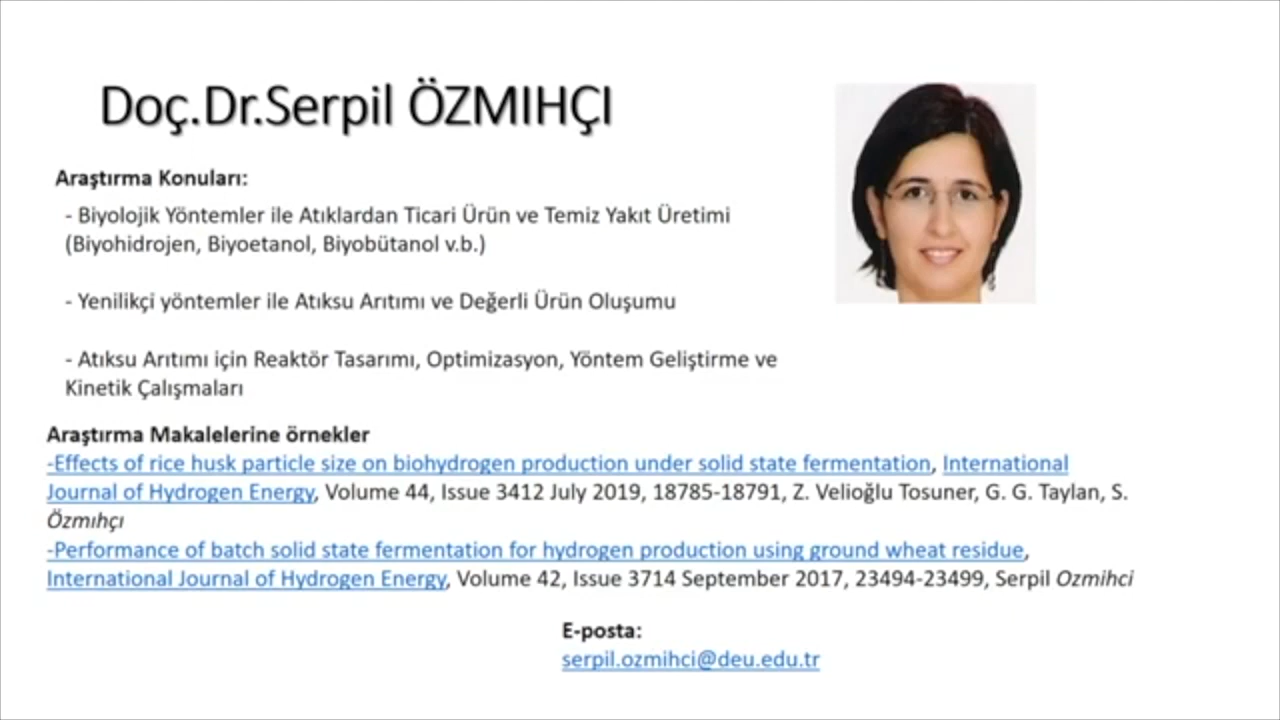 Doç.Dr.Serpil ÖZMIHÇI
Araştırma Konuları:
- Biyolojik Yöntemler ile Atıklardan Ticari Ürün ve Temiz Yakıt Üretimi
(Biyohidrojen, Biyoetanol, Biyobütanol v.b.)
- Yenilikçi yöntemler ile Atıksu Arıtımı ve Değerli Ürün Oluşumu
- Atıksu Arıtımı için Reaktör Tasarımı, Optimizasyon, Yöntem Geliştirme ve
Kinetik Çalışmaları
Araştırma Makalelerine örnekler
-Effects of rice husk particle size on biohydrogen production under solid state fermentation, International
Journal of Hydrogen Energy, Volume 44, Issue 3412 July 2019, 18785-18791, Z. Velioğlu Tosuner, G. G. Taylan, S.
Özmıhçı
-Performance of batch solid state fermentation for hydrogen production using ground wheat residue,
International Journal of Hydrogen Energy, Volume 42, Issue 3714 September 2017, 23494-23499, Serpil Ozmihci
E-posta:
serpil.ozmihci@deu.edu.tr